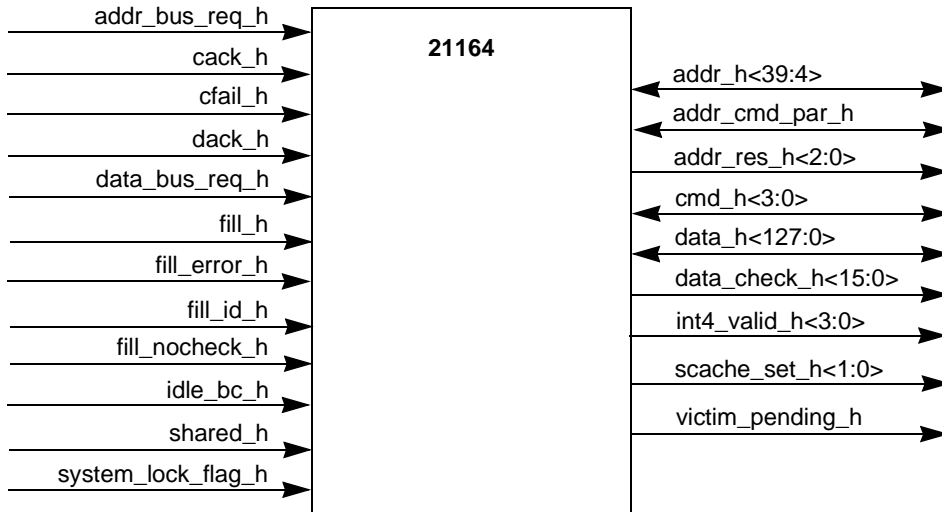 addr_bus_req_h
cack_h
cfail_h
dack_h
data_bus_req_h
fill_h
fill_error_h
fill_id_h
fill_nocheck_h
idle_bc_h
shared_h
system_lock_flag_h
21164
addr_h<39:4>
addr_cmd_par_h
addr_res_h<2:0>
cmd_h<3:0>
data_h<127:0>
data_check_h<15:0>
int4_valid_h<3:0>
scache_set_h<1:0>
victim_pending_h